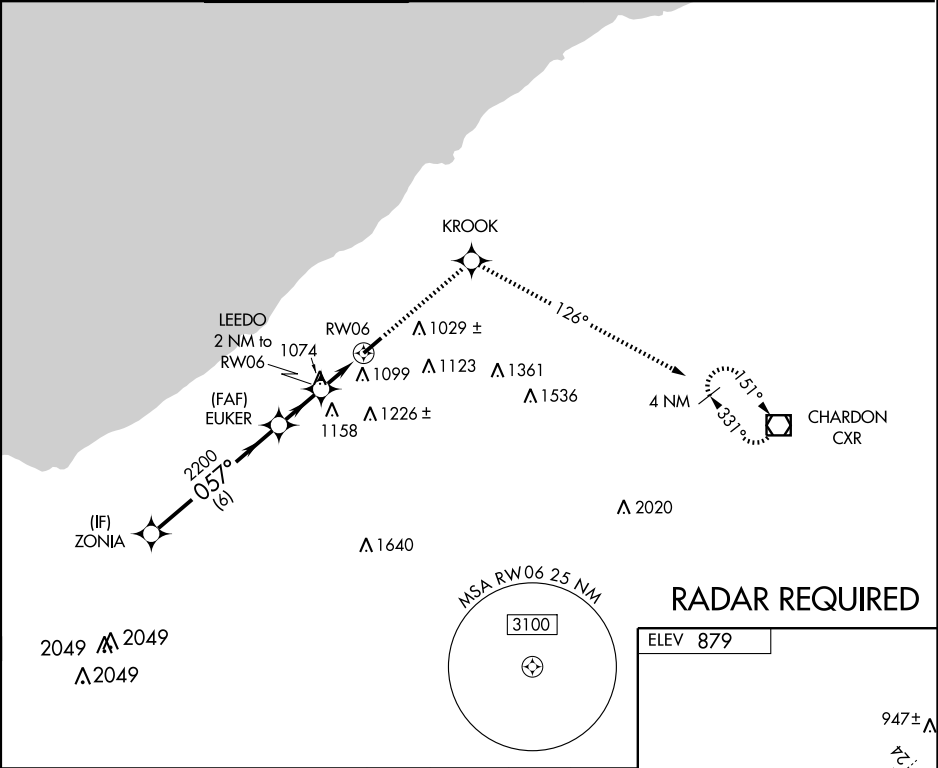 KROOK
126°
LEEDO
2 NM to
RW06
1074
RW06
1029 ±
1099
1123
1361
1536
(FAF)
EUKER
1158
1226 ±
4 NM
151°
331°
CHARDON
CXR
2200
057°
(6)
(IF)
ZONIA
2020
1640
MSA RW06 25 NM
3100
RADAR REQUIRED
ELEV 879
2049
2049
2049
947±